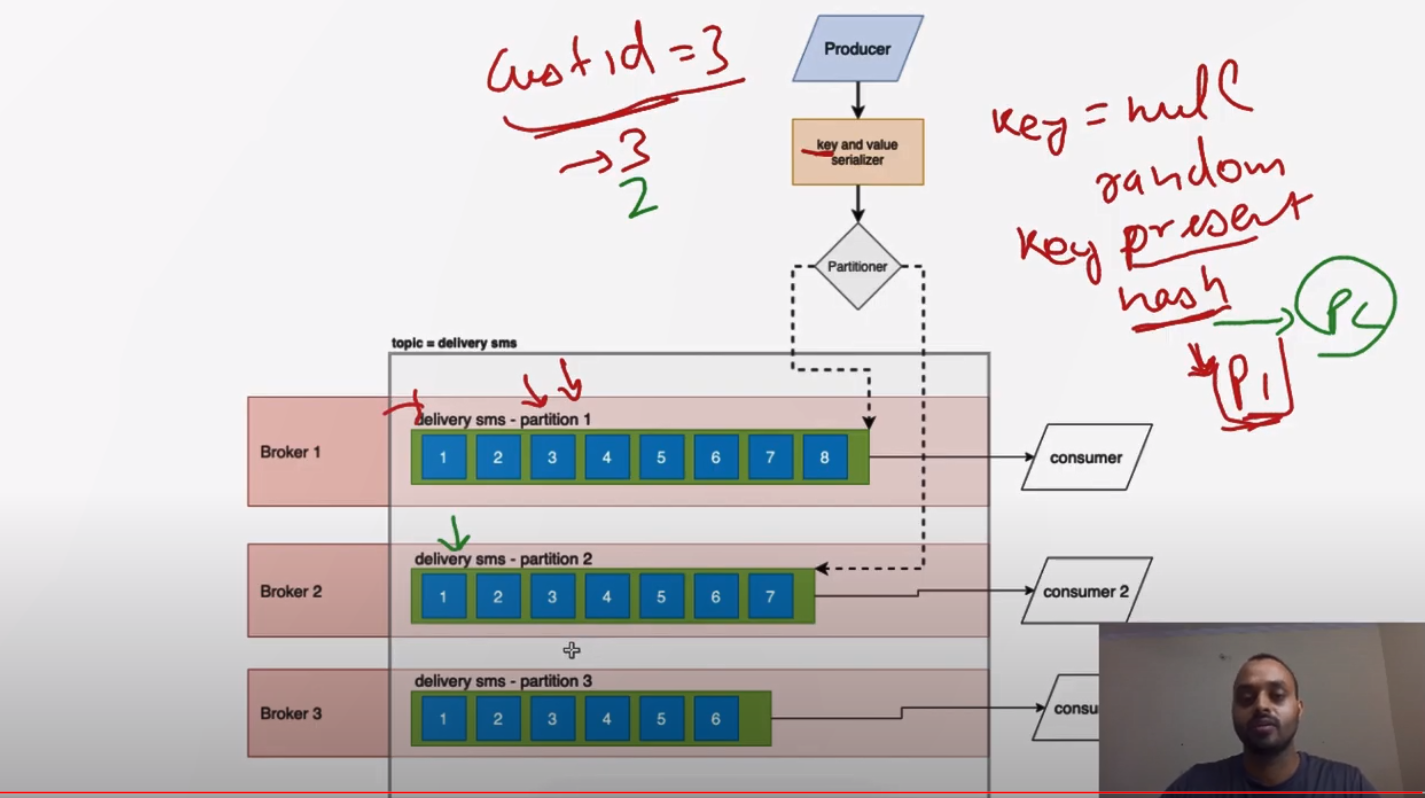 Custid = 3
→ 3
2
Producer
key and value
serializer
Partitioner
key = null
random
key present
hash → P2
P1
topic = delivery sms
Broker 1
delivery sms - partition 1
1 2 3 4 5 6 7 8
consumer
Broker 2
delivery sms - partition 2
1 2 3 4 5 6 7
consumer 2
Broker 3
delivery sms - partition 3
1 2 3 4 5 6
consu